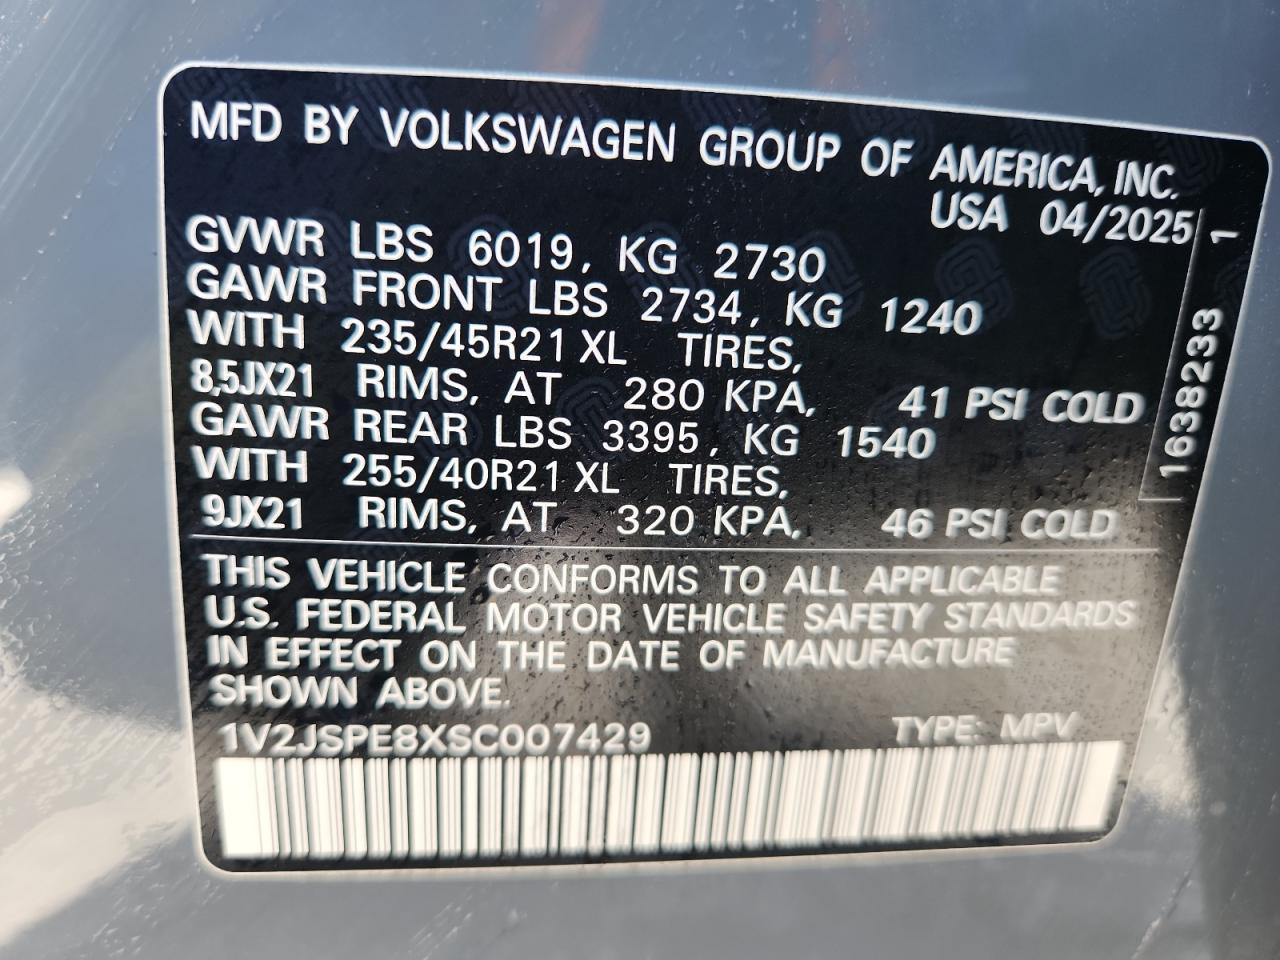 MFD BY VOLKSWAGEN GROUP OF AMERICA, INC.
USA 04/2025
GVWR LBS 6019, KG 2730
GAWR FRONT LBS 2734, KG 1240
WITH 235/45R21 XL TIRES,
8,5JX21 RIMS, AT 280 KPA, 41 PSI COLD
GAWR REAR LBS 3395, KG 1540
WITH 255/40R21 XL TIRES,
9JX21 RIMS, AT 320 KPA, 46 PSI COLD
1638233 1
THIS VEHICLE CONFORMS TO ALL APPLICABLE
U.S. FEDERAL MOTOR VEHICLE SAFETY STANDARDS
IN EFFECT ON THE DATE OF MANUFACTURE
SHOWN ABOVE.
1V2JSPE8XSC007429 TYPE: MPV